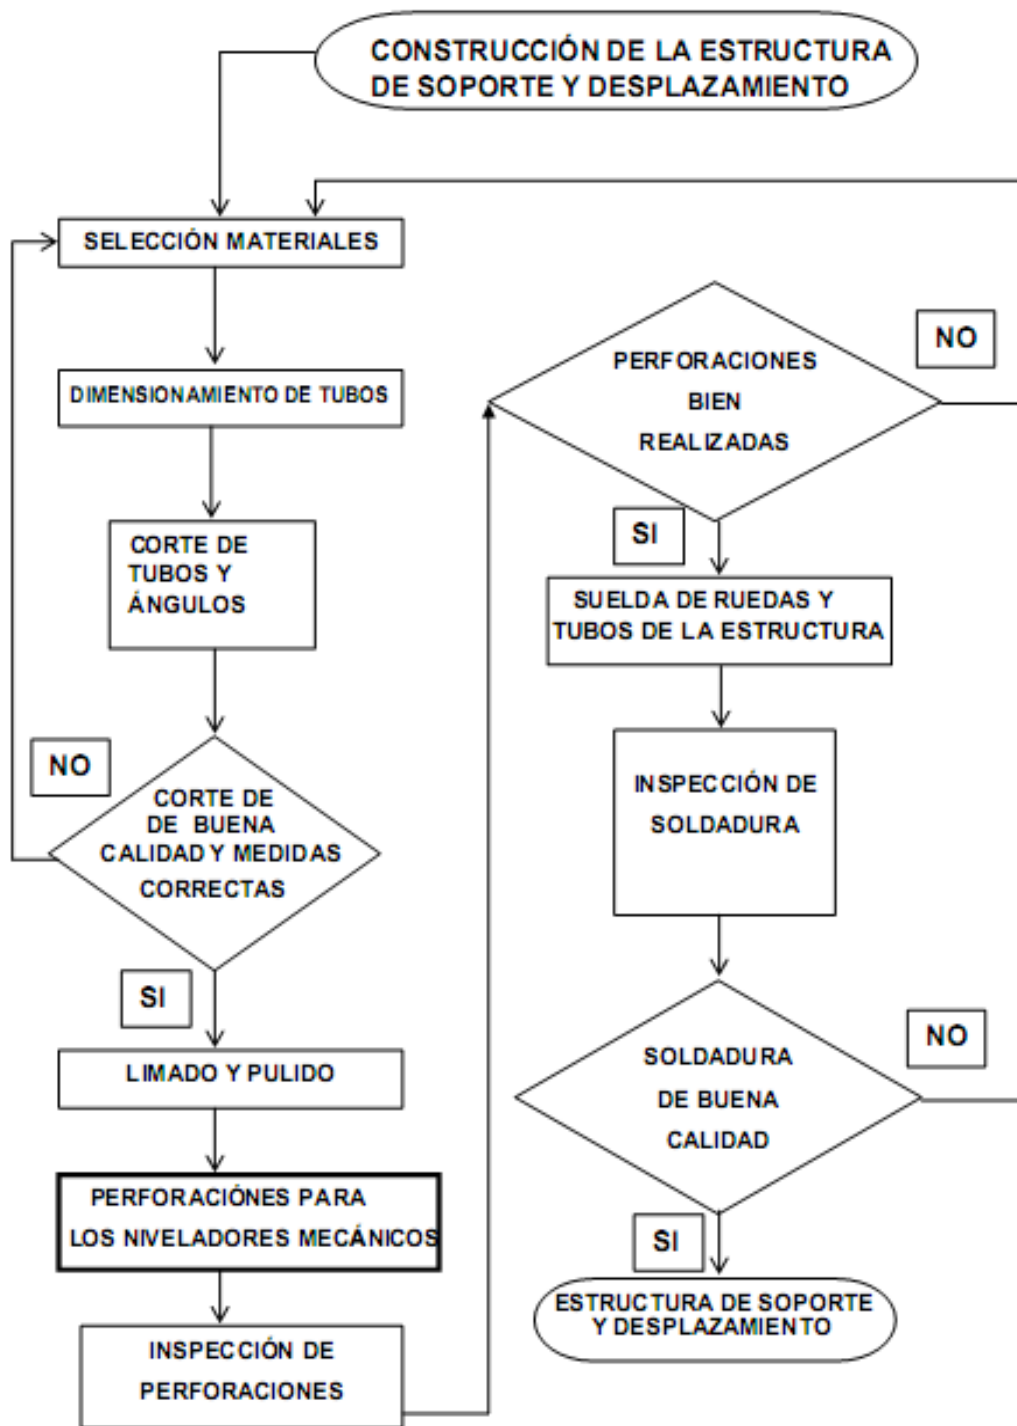 CONSTRUCCIÓN DE LA ESTRUCTURA
DE SOPORTE Y DESPLAZAMIENTO
SELECCIÓN MATERIALES
DIMENSIONAMIENTO DE TUBOS
CORTE DE
TUBOS Y
ÁNGULOS
NO
CORTE DE
DE BUENA
CALIDAD Y MEDIDAS
CORRECTAS
SI
LIMADO Y PULIDO
PERFORACIÓNES PARA
LOS NIVELADORES MECÁNICOS
INSPECCIÓN DE
PERFORACIONES
PERFORACIONES
BIEN
REALIZADAS
NO
SI
SUELDA DE RUEDAS Y
TUBOS DE LA ESTRUCTURA
INSPECCIÓN DE
SOLDADURA
SOLDADURA
DE BUENA
CALIDAD
NO
SI
ESTRUCTURA DE SOPORTE
Y DESPLAZAMIENTO